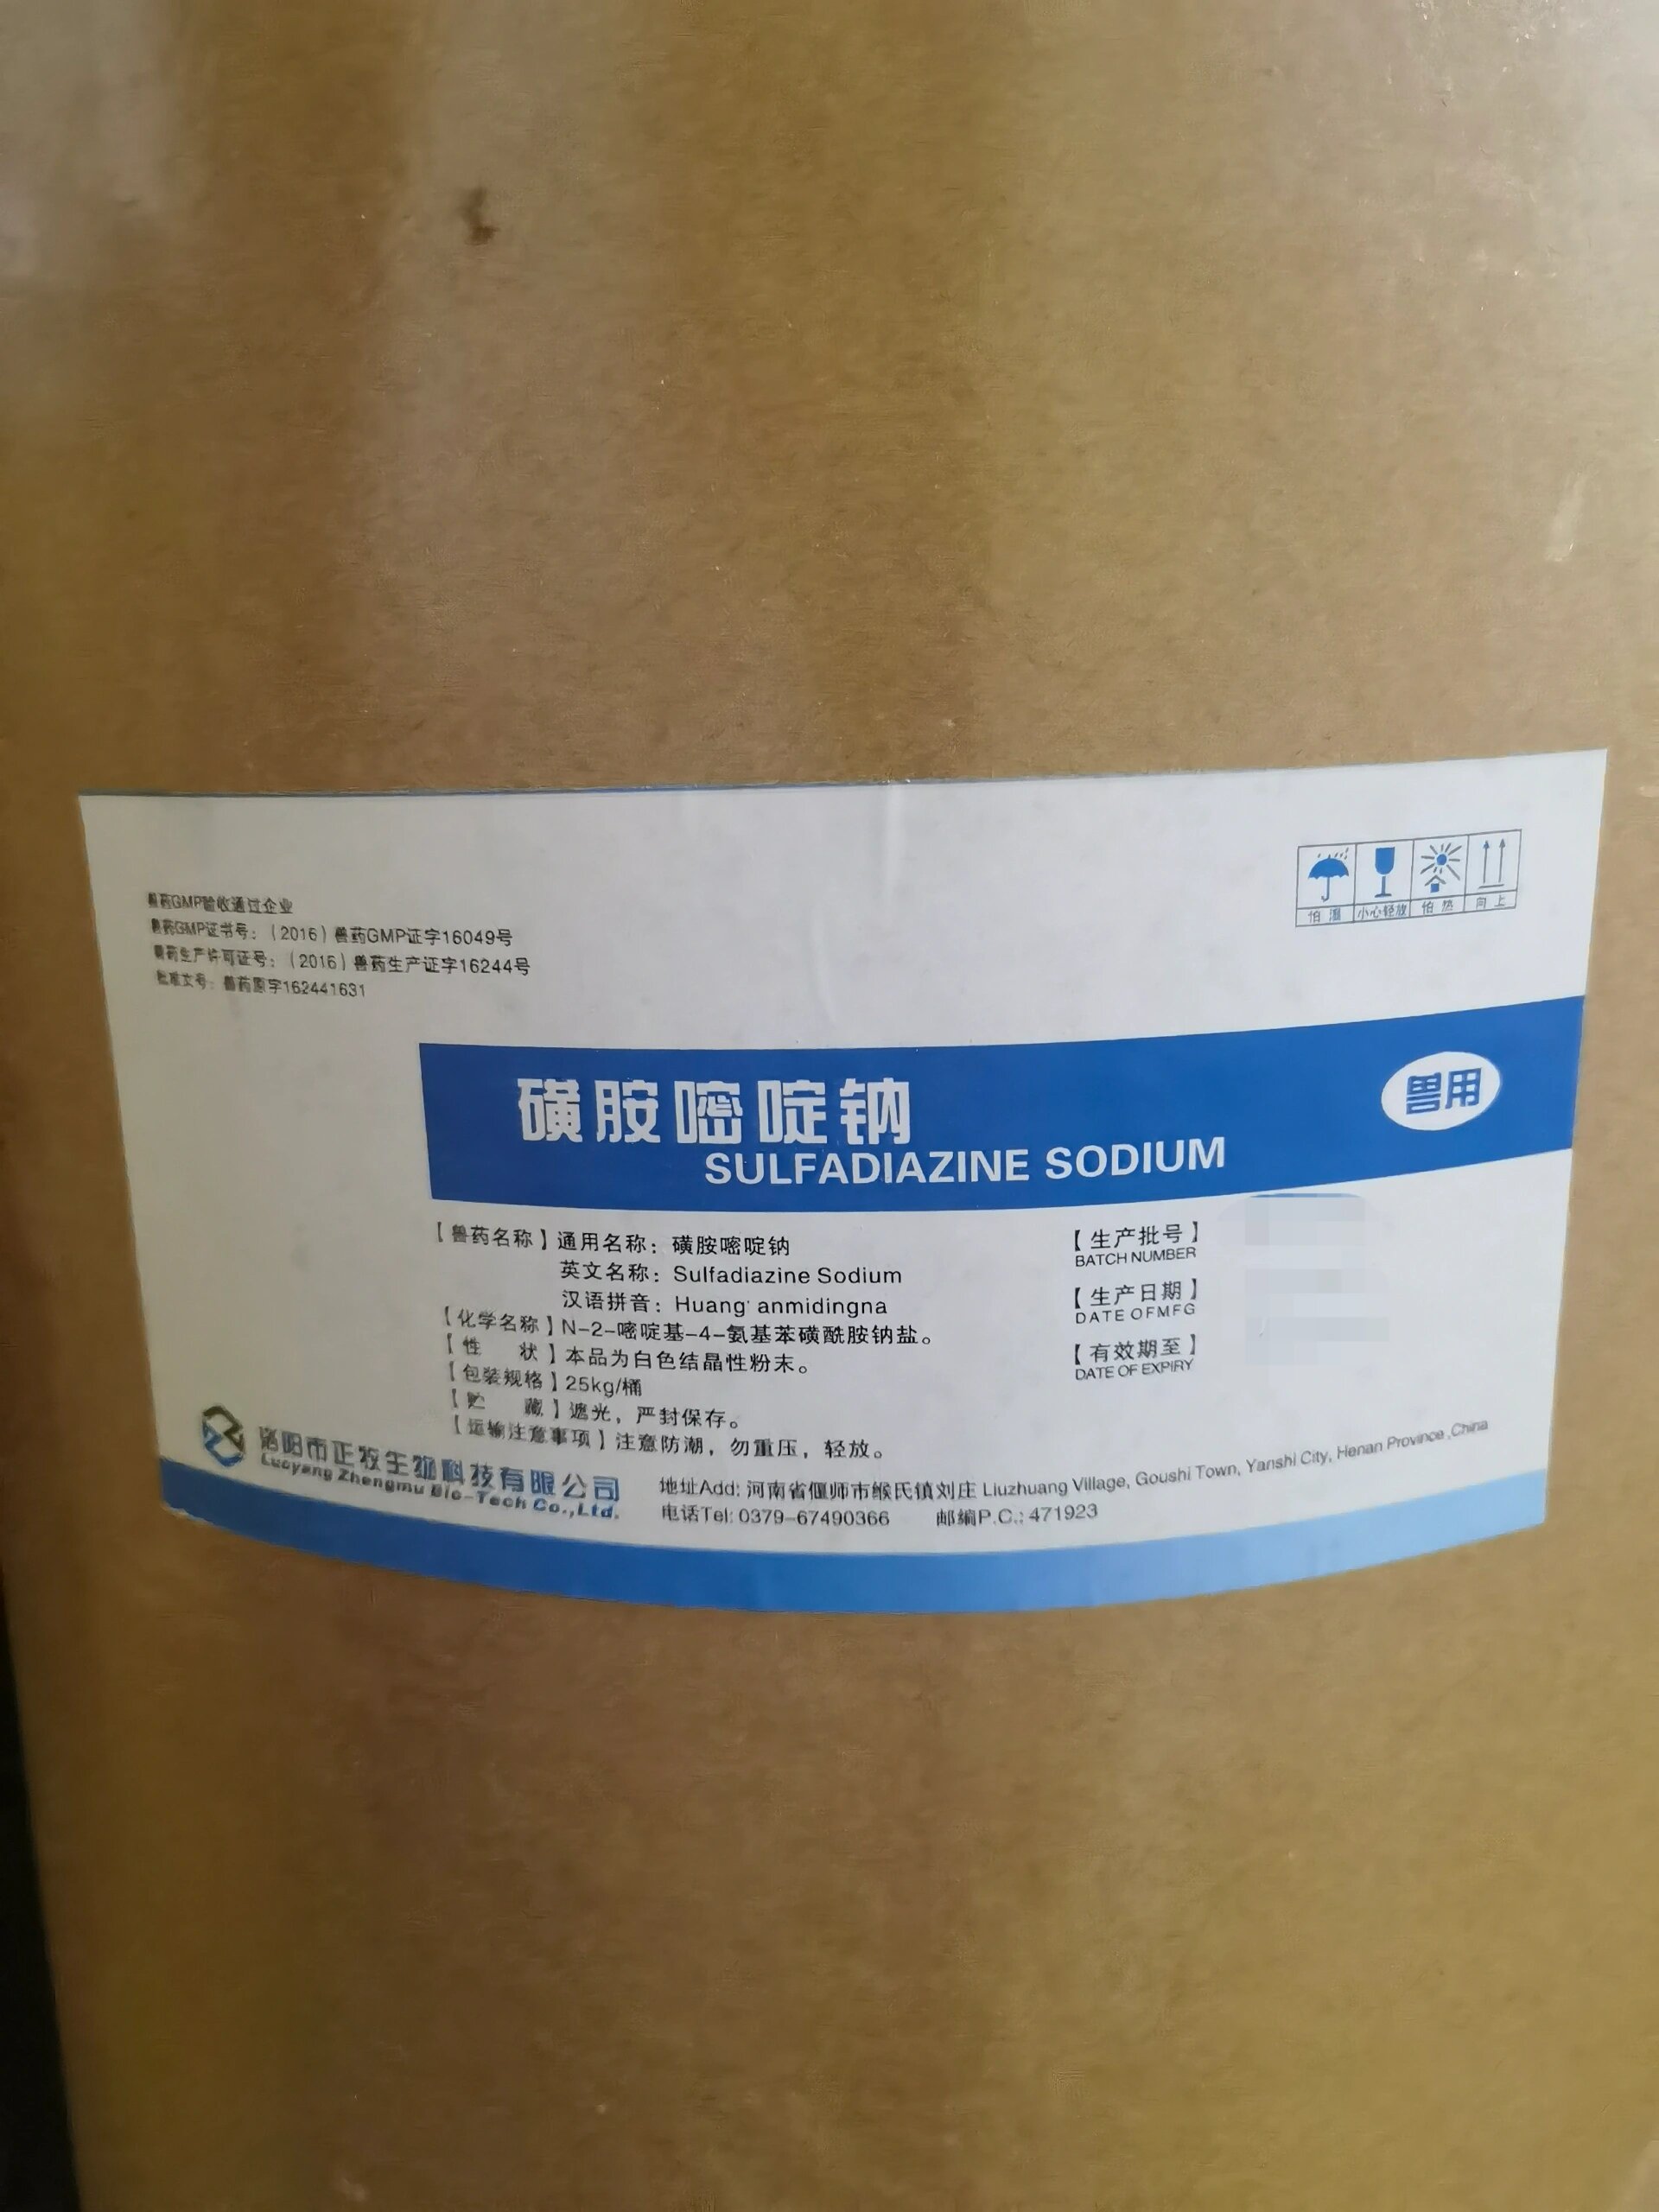 兽药GMP验收通过企业
兽药GMP证书号：（2016）兽药GMP证字16049号
兽药生产许可证号：（2016）兽药生产证字16244号
批准文号：兽药原字162441631
怕湿 小心轻放 怕热 向上
磺胺嘧啶钠
SULFADIAZINE SODIUM
兽用
【兽药名称】通用名称：磺胺嘧啶钠
英文名称：Sulfadiazine Sodium
汉语拼音：Huang' anmidingna
【化学名称】N-2-嘧啶基-4-氨基苯磺酰胺钠盐。
【性 状】本品为白色结晶性粉末。
【包装规格】25kg/桶
【贮 藏】遮光，严封保存。
【运输注意事项】注意防潮，勿重压，轻放。
【生产批号】
BATCH NUMBER
【生产日期】
DATE OF MFG
【有效期至】
DATE OF EXPIRY
洛阳市正牧生物科技有限公司
Luoyang Zhengmu Bio-Tech Co.,Ltd.
地址Add: 河南省偃师市缑氏镇刘庄 Liuzhuang Village, Goushi Town, Yanshi City, Henan Province ,China
电话Tel: 0379-67490366 邮编P.C.: 471923